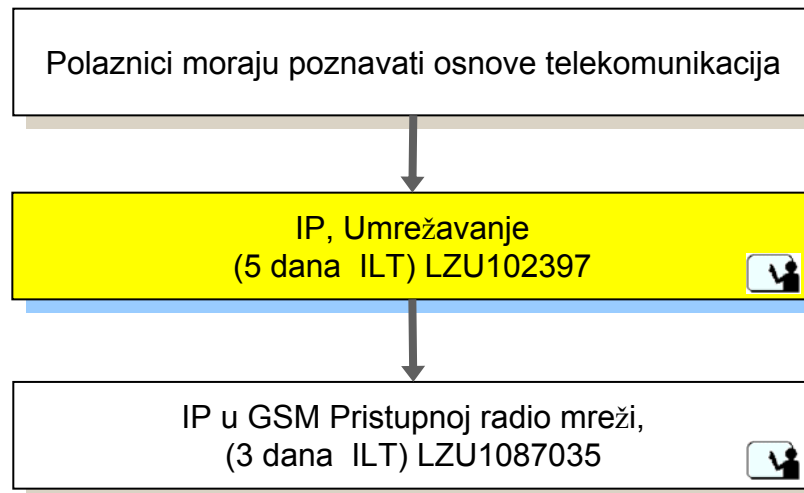 Polaznici moraju poznavati osnove telekomunikacija
IP, Umrežavanje
(5 dana ILT) LZU102397
IP u GSM Pristupnoj radio mreži,
(3 dana ILT) LZU1087035